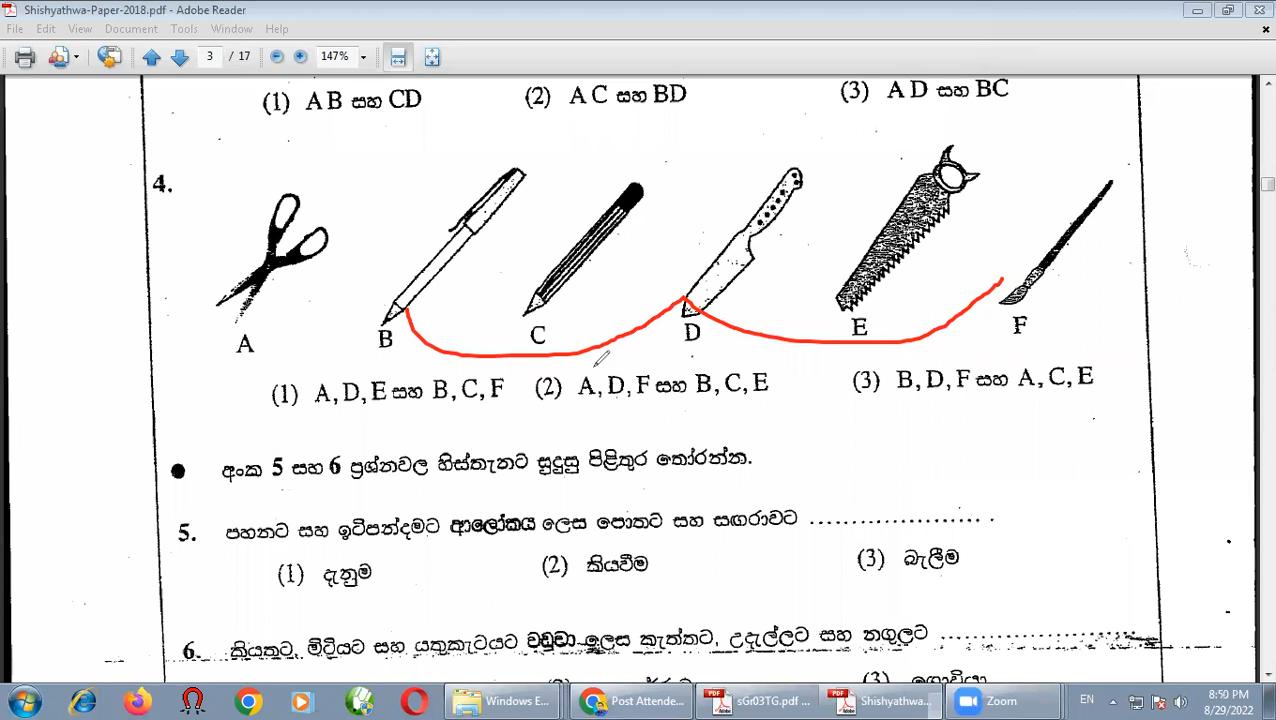 Shishyathwa-Paper-2018.pdf - Adobe Reader
File Edit View Document Tools Window Help
3 / 17 147%
(1) A B සහ CD (2) A C සහ BD (3) A D සහ BC
4.
A B C D E F
(1) A, D, E සහ B, C, F (2) A, D, F සහ B, C, E (3) B, D, F සහ A, C, E
අංක 5 සහ 6 ප්‍රශ්නවල හිස්තැනට සුදුසු පිළිතුර තෝරන්න.
5. පහනට සහ ඉටිපන්දමට ආලෝකය ලෙස පොතට සහ සඟරාවට .......................
(1) දැනුම (2) කියවීම (3) බැලීම
6. කියතට, මිටියට සහ යතුකැටයට වඩුවා ලෙස කැත්තට, උදැල්ලට සහ නගුලට .......................
(3) ගොවියා
Windows E... Post Attende... sGr03TG.pdf ... Shishyathwa... Zoom EN 8:50 PM
8/29/2022